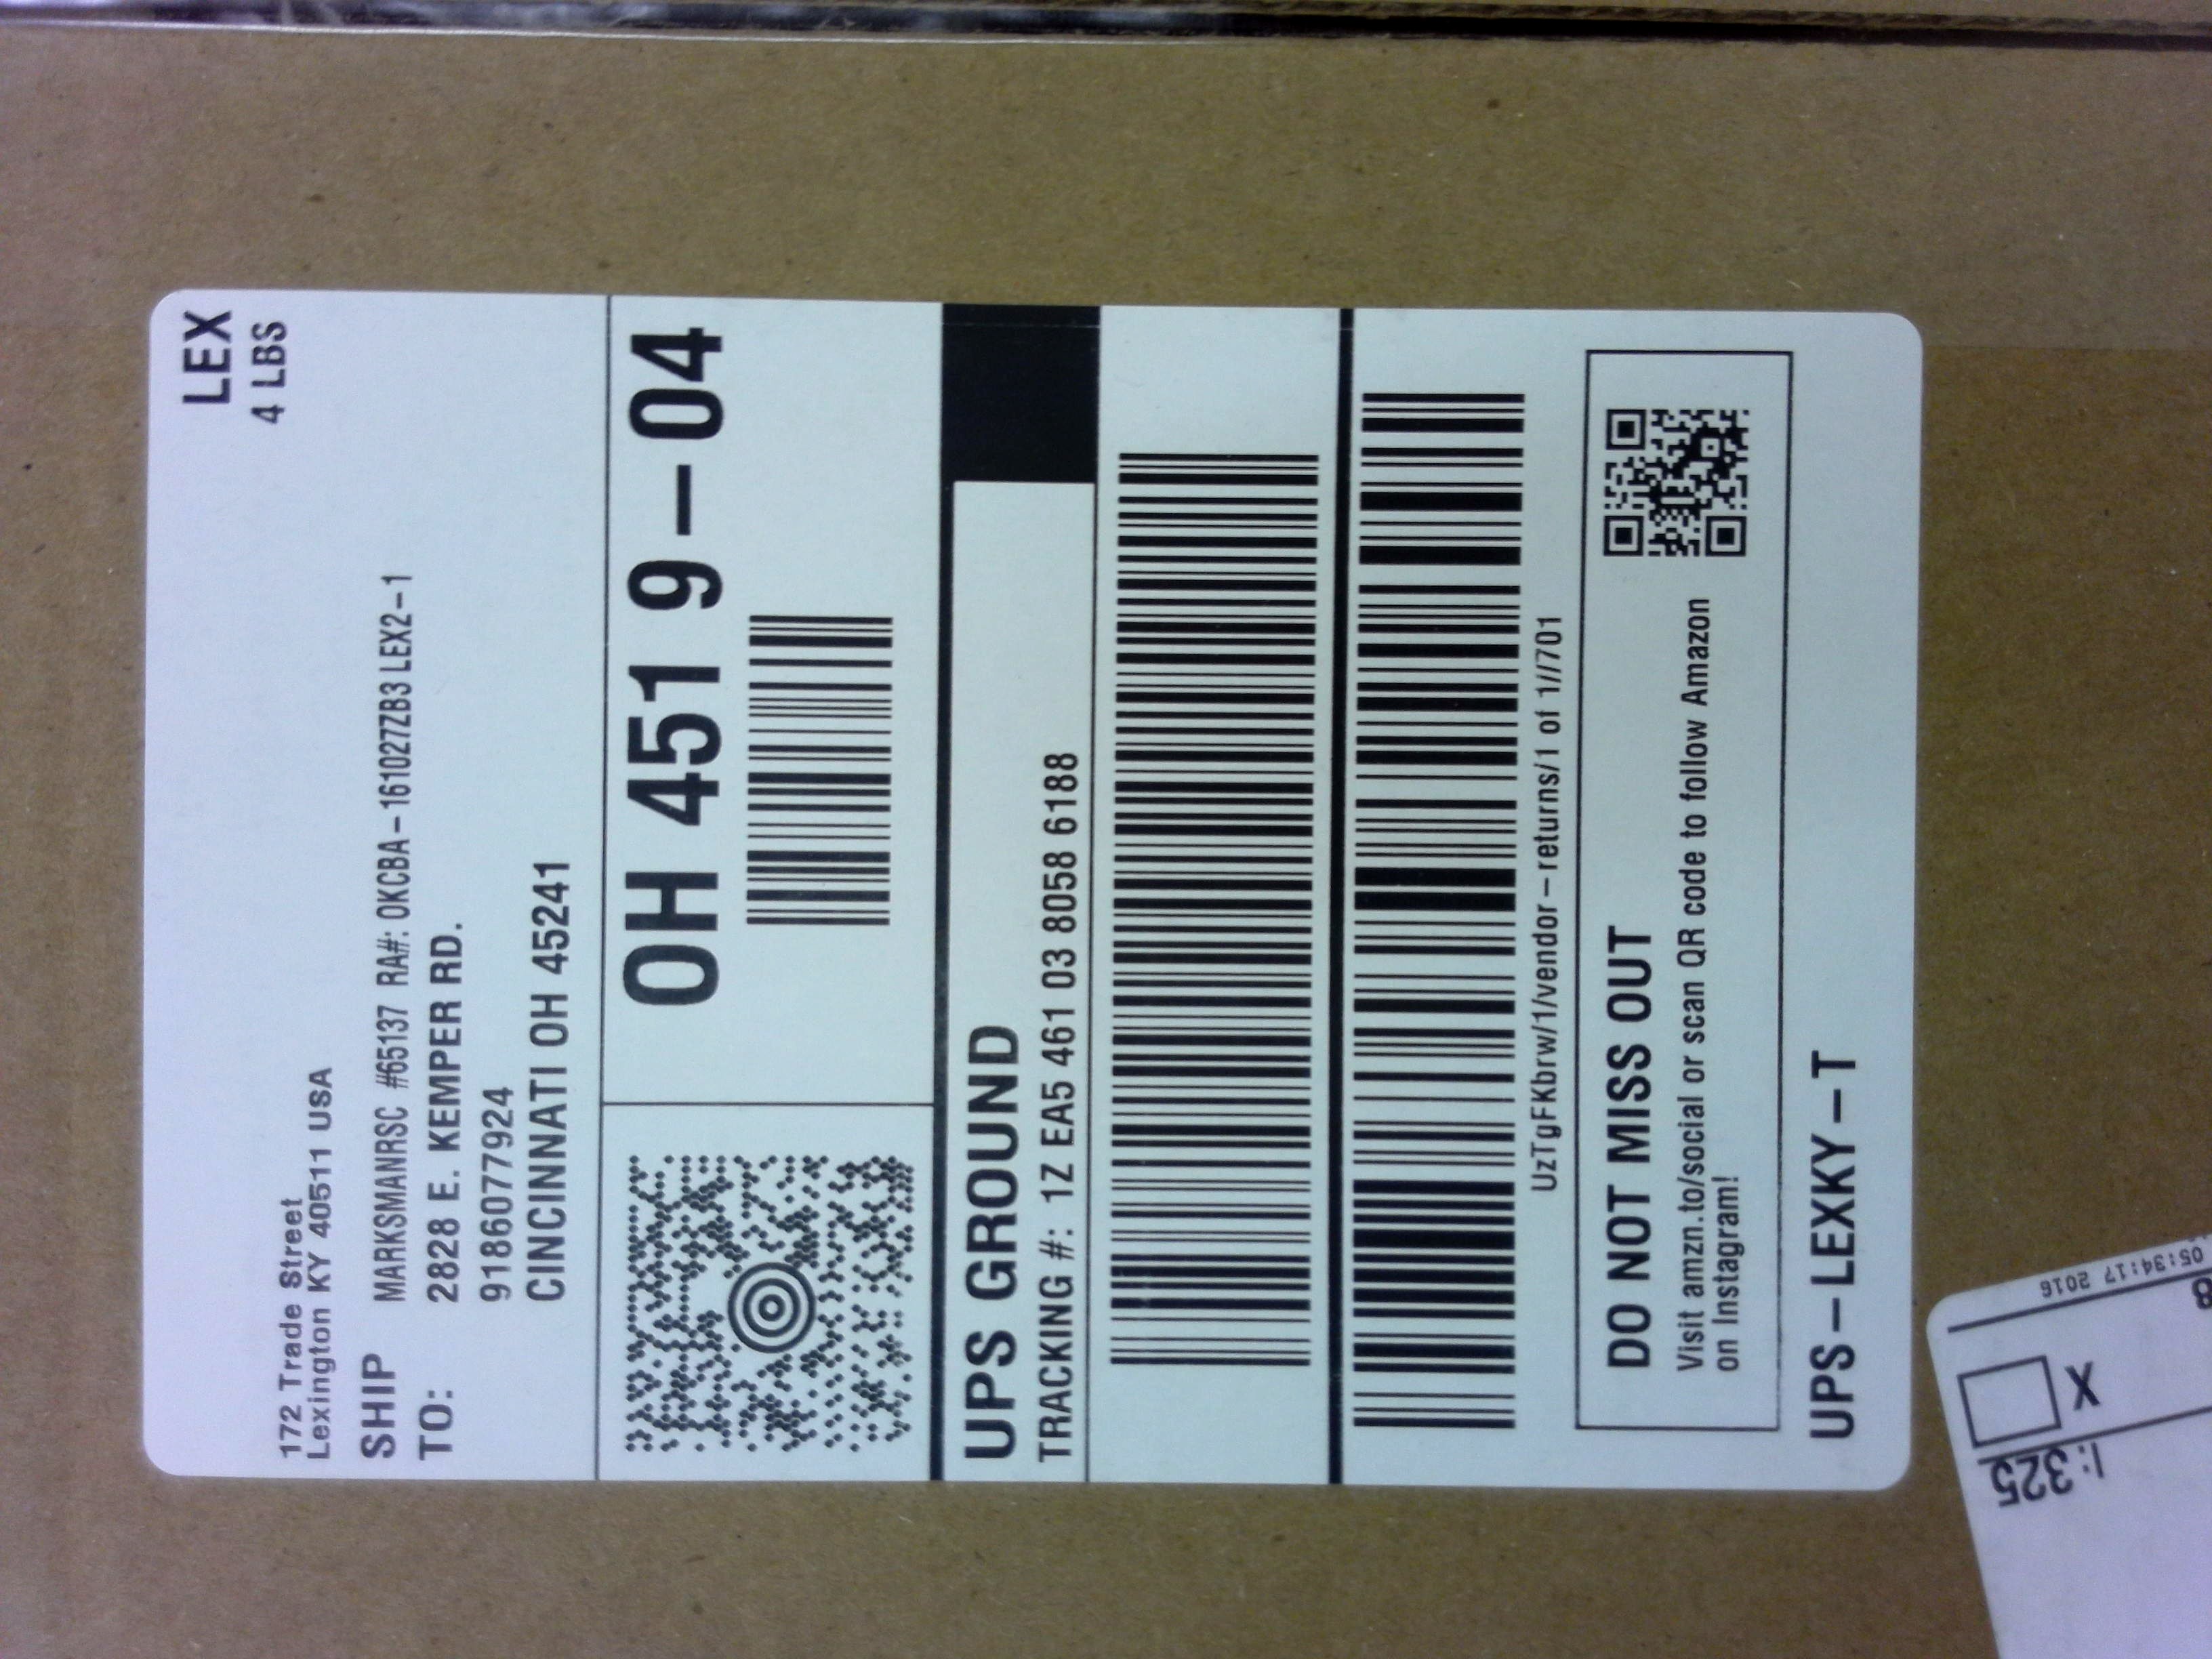 LEX
4 LBS
172 Trade Street
Lexington KY 40511 USA
SHIP TO:
MARKSMANRSC #65137 RA#: OKCBA-161027ZB3 LEX2-1
2828 E. KEMPER RD.
9186077924
CINCINNATI OH 45241
OH 451 9-04
UPS GROUND
TRACKING #: 1Z EA5 461 03 8058 6188
UzTgFKbrw/1/vendor-returns/1 of 1//701
DO NOT MISS OUT
Visit amzn.to/social or scan QR code to follow Amazon
on Instagram!
UPS-LEXKY-T
05:34:17 2016
X
325